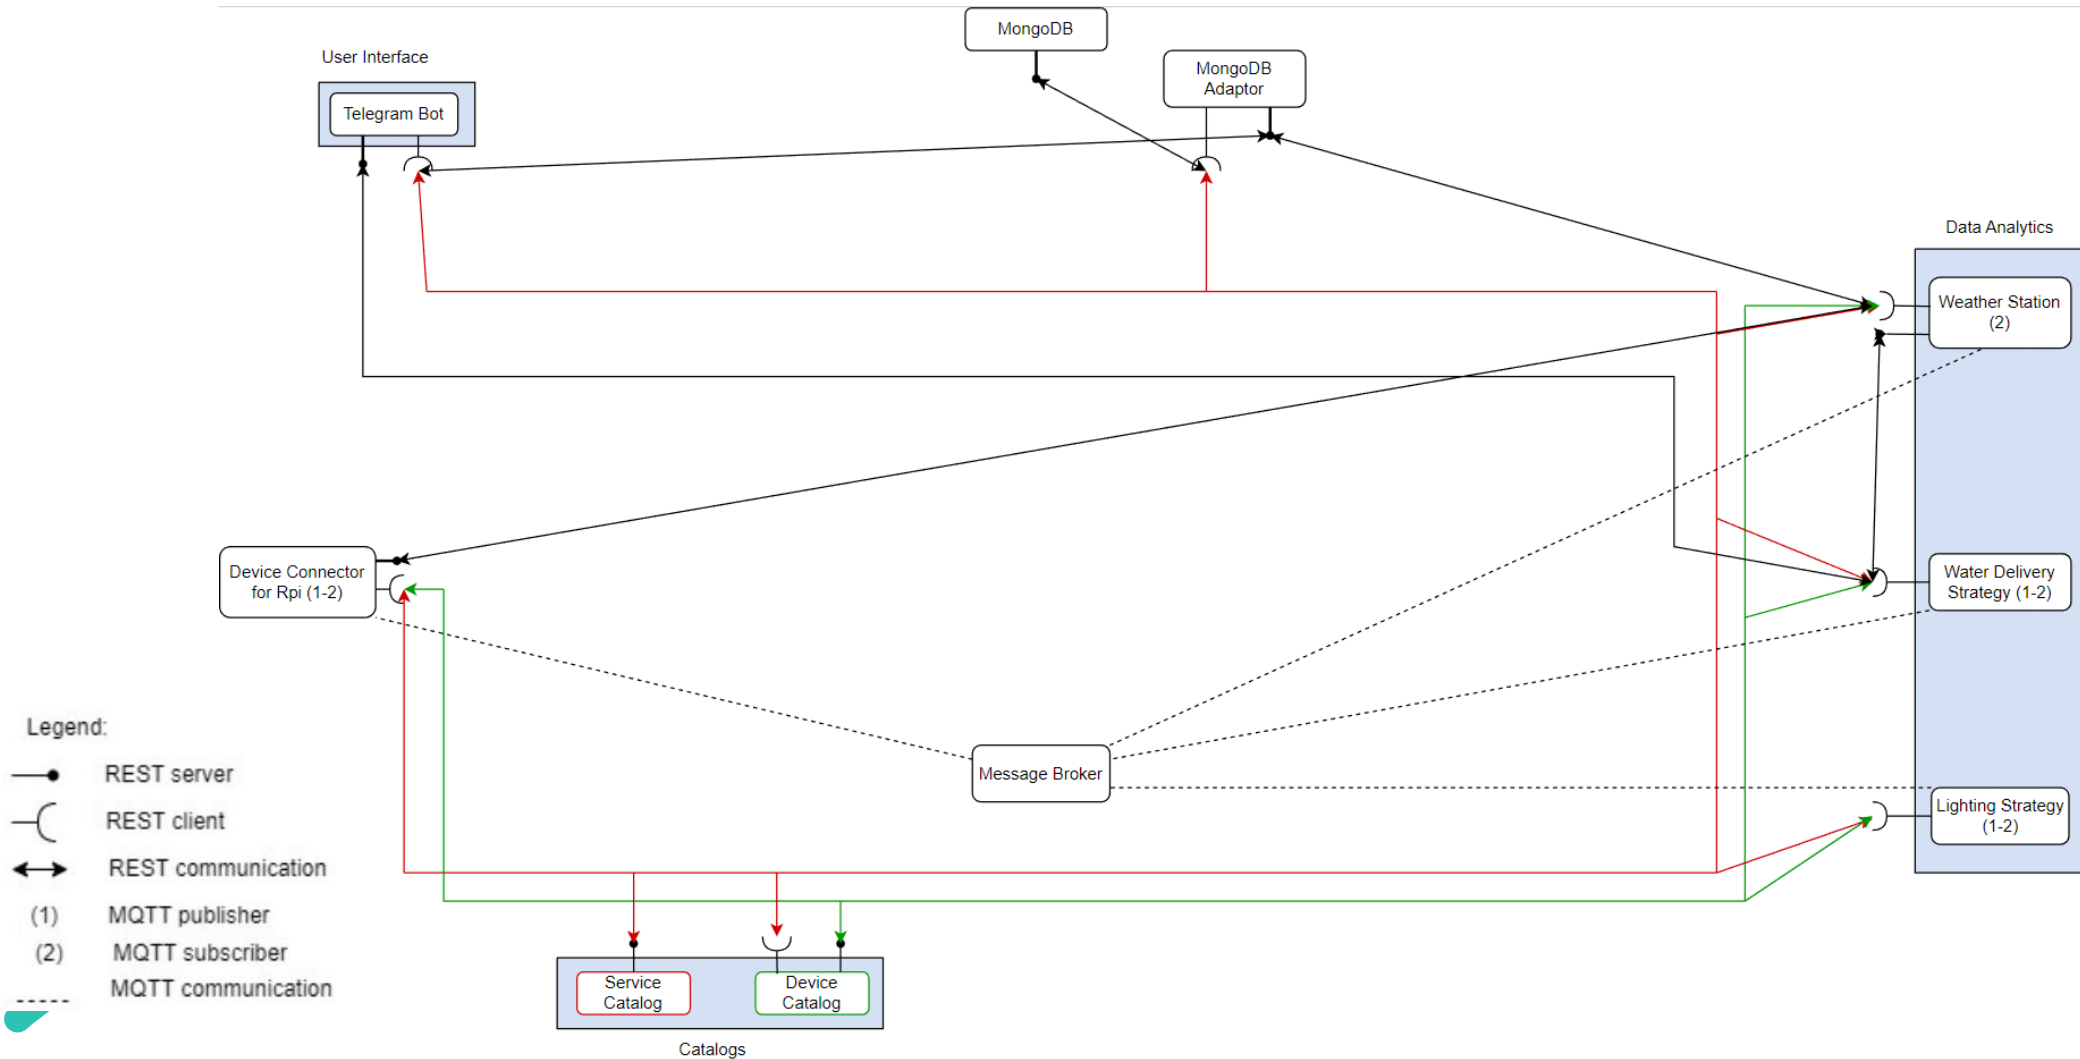 MongoDB
User Interface
MongoDB
Adaptor
Telegram Bot
Data Analytics
Weather Station
(2)
Device Connector
for Rpi (1-2)
Water Delivery
Strategy (1-2)
Message Broker
Lighting Strategy
(1-2)
Legend:
REST server
REST client
REST communication
(1) MQTT publisher
(2) MQTT subscriber
MQTT communication
Service
Catalog
Device
Catalog
Catalogs